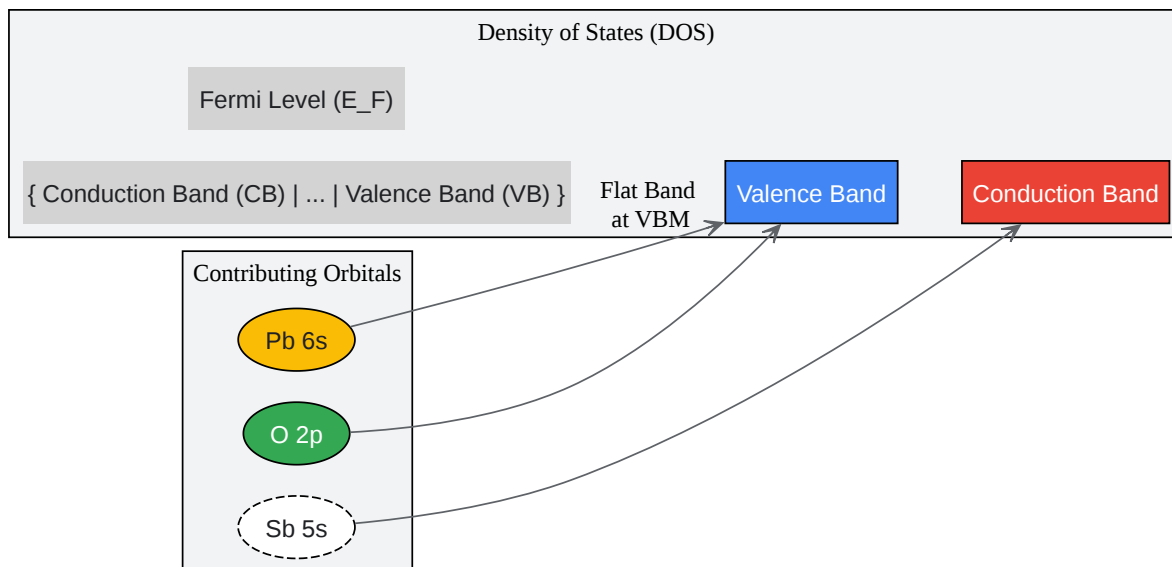 Density of States (DOS)
Fermi Level (E_F)
{ Conduction Band (CB) | ... | Valence Band (VB) }
Flat Band
at VBM
Valence Band
Conduction Band
Contributing Orbitals
Pb 6s
O 2p
Sb 5s